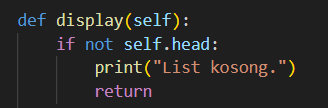 def display(self):
    if not self.head:
        print("List kosong.")
        return